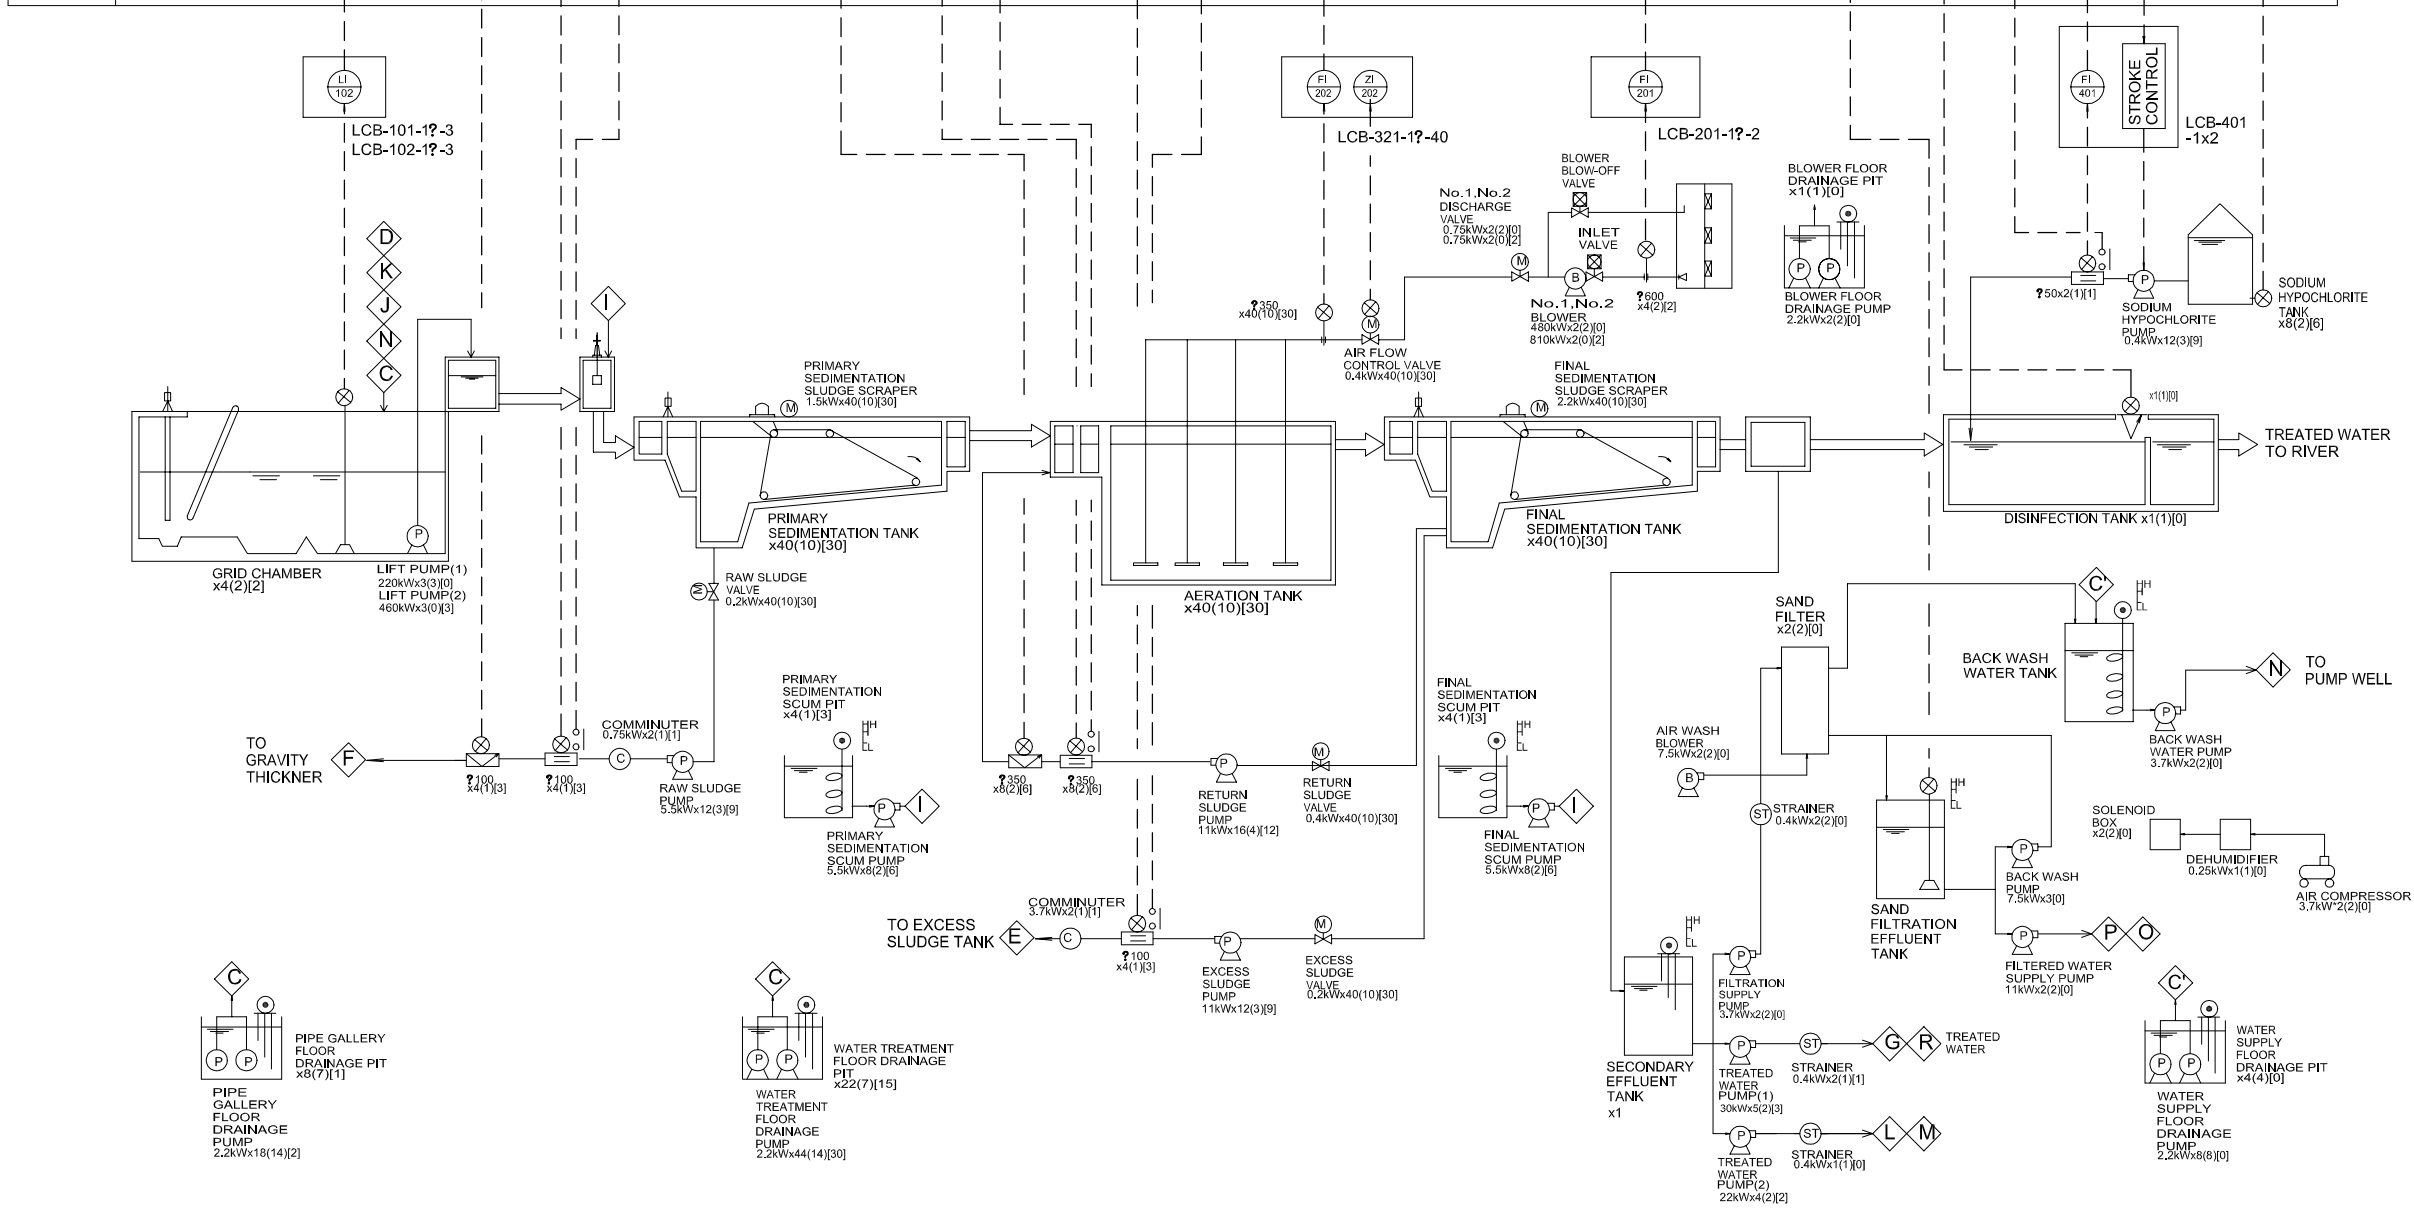 LI
102
LCB-101-1?-3
LCB-102-1?-3
FI
202
ZI
202
LCB-321-1?-40
FI
201
LCB-201-1?-2
FI
401
STROKE
CONTROL
LCB-401
-1x2
D
K
J
N
C
I
BLOWER
BLOW-OFF
VALVE
No.1,No.2
DISCHARGE
VALVE
0.75kWx2(2)[0]
0.75kWx2(0)[2]
INLET
VALVE
M
B
No.1,No.2
BLOWER
480kWx2(2)[0]
810kWx2(0)[2]
?600
x4(2)[2]
BLOWER FLOOR
DRAINAGE PIT
x1(1)[0]
P
P
BLOWER FLOOR
DRAINAGE PUMP
2.2kWx2(2)[0]
?50x2(1)[1]
P
SODIUM
HYPOCHLORITE
PUMP
0.4kWx12(3)[9]
SODIUM
HYPOCHLORITE
TANK
x8(2)[6]
?350
x40(10)[30]
M
AIR FLOW
CONTROL VALVE
0.4kWx40(10)[30]
PRIMARY
SEDIMENTATION
SLUDGE SCRAPER
1.5kWx40(10)[30]
M
FINAL
SEDIMENTATION
SLUDGE SCRAPER
2.2kWx40(10)[30]
M
x1(1)[0]
TREATED WATER
TO RIVER
P
GRID CHAMBER
x4(2)[2]
LIFT PUMP(1)
220kWx3(3)[0]
LIFT PUMP(2)
460kWx3(0)[3]
PRIMARY
SEDIMENTATION TANK
x40(10)[30]
M
RAW SLUDGE
VALVE
0.2kWx40(10)[30]
AERATION TANK
x40(10)[30]
FINAL
SEDIMENTATION TANK
x40(10)[30]
DISINFECTION TANK x1(1)[0]
TO
GRAVITY
THICKNER
F
?100
x4(1)[3]
?100
x4(1)[3]
COMMINUTER
0.75kWx2(1)[1]
C
P
RAW SLUDGE
PUMP
5.5kWx12(3)[9]
PRIMARY
SEDIMENTATION
SCUM PIT
x4(1)[3]
HH
H
L
LL
P
I
PRIMARY
SEDIMENTATION
SCUM PUMP
5.5kWx8(2)[6]
?350
x8(2)[6]
?350
x8(2)[6]
P
RETURN
SLUDGE
PUMP
11kWx16(4)[12]
M
RETURN
SLUDGE
VALVE
0.4kWx40(10)[30]
FINAL
SEDIMENTATION
SCUM PIT
x4(1)[3]
HH
H
L
LL
P
I
FINAL
SEDIMENTATION
SCUM PUMP
5.5kWx8(2)[6]
TO EXCESS
SLUDGE TANK
E
COMMINUTER
3.7kWx2(1)[1]
C
?100
x4(1)[3]
P
EXCESS
SLUDGE
PUMP
11kWx12(3)[9]
M
EXCESS
SLUDGE
VALVE
0.2kWx40(10)[30]
SAND
FILTER
x2(2)[0]
AIR WASH
BLOWER
7.5kWx2(2)[0]
B
ST
STRAINER
0.4kWx2(2)[0]
C'
HH
H
L
LL
BACK WASH
WATER TANK
N
TO
PUMP WELL
P
BACK WASH
WATER PUMP
3.7kWx2(2)[0]
HH
H
L
LL
SAND
FILTRATION
EFFLUENT
TANK
P
BACK WASH
PUMP
7.5kWx3[0]
P
FILTERED WATER
SUPPLY PUMP
11kWx2(2)[0]
P
O
SOLENOID
BOX
x2(2)[0]
DEHUMIDIFIER
0.25kWx1(1)[0]
AIR COMPRESSOR
3.7kW*2(2)[0]
HH
H
L
LL
SECONDARY
EFFLUENT
TANK
x1
P
FILTRATION
SUPPLY
PUMP
3.7kWx2(2)[0]
P
TREATED
WATER
PUMP(1)
30kWx5(2)[3]
ST
STRAINER
0.4kWx2(1)[1]
G
R
TREATED
WATER
P
TREATED
WATER
PUMP(2)
22kWx4(2)[2]
ST
STRAINER
0.4kWx1(1)[0]
L
M
C
P
P
PIPE GALLERY
FLOOR
DRAINAGE PIT
x8(7)[1]
PIPE
GALLERY
FLOOR
DRAINAGE
PUMP
2.2kWx18(14)[2]
C
P
P
WATER TREATMENT
FLOOR DRAINAGE
PIT
x22(7)[15]
WATER
TREATMENT
FLOOR
DRAINAGE
PUMP
2.2kWx44(14)[30]
C'
P
P
WATER
SUPPLY
FLOOR
DRAINAGE PIT
x4(4)[0]
WATER
SUPPLY
FLOOR
DRAINAGE
PUMP
2.2kWx8(8)[0]